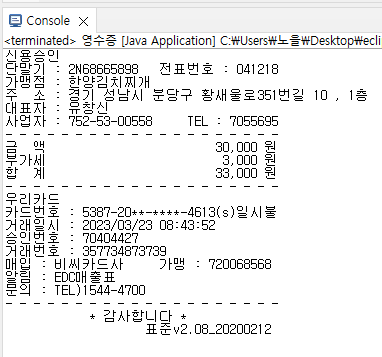 Console
<terminated> 영수증 [Java Application] C:₩Users₩노을₩Desktop₩ecli
신용승인
단말기 : 2N68665898 전표번호 : 041218
가맹점 : 한양김치찌개
주 소 : 경기 성남시 분당구 황새울로351번길 10 , 1층
대표자 : 유창신
사업자 : 752-53-00558 TEL : 7055695
- - - - - - - - - - - - - - - - - - - - - - -
금 액 30,000 원
부가세 3,000 원
합 계 33,000 원
- - - - - - - - - - - - - - - - - - - - - - -
우리카드
카드번호 : 5387-20**-****-4613(s)일시불
거래일시 : 2023/03/23 08:43:52
승인번호 : 70404427
거래번호 : 357734873739
매입 : 비씨카드사 가맹 : 720068568
알림 : EDC매출표
문의 : TEL)1544-4700
- - - - - - - - - - - - - - - - - - - - - - -
* 감사합니다 *
표준v2.08_20200212